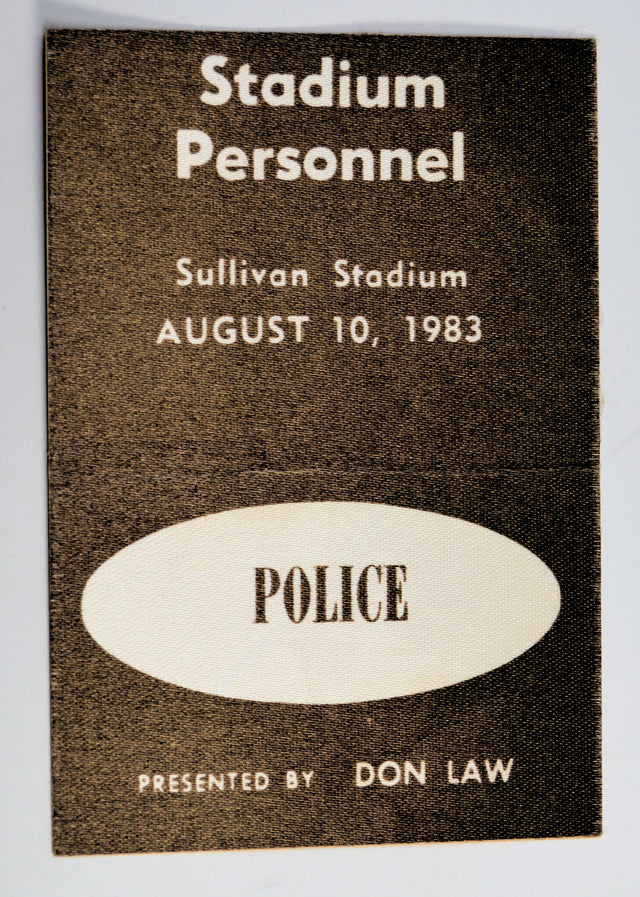 Stadium
Personnel
Sullivan Stadium
AUGUST 10, 1983
POLICE
PRESENTED BY DON LAW